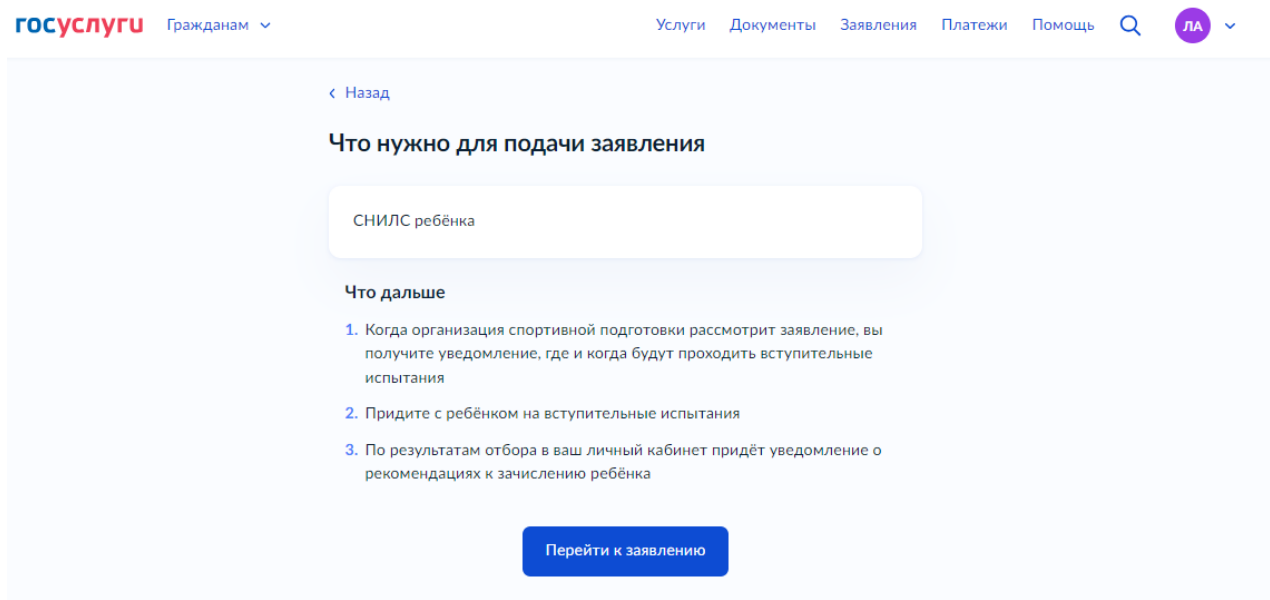 госуслуги Гражданам Услуги Документы Заявления Платежи Помощь ЛА
Назад
Что нужно для подачи заявления
СНИЛС ребёнка
Что дальше
1. Когда организация спортивной подготовки рассмотрит заявление, вы
получите уведомление, где и когда будут проходить вступительные
испытания
2. Придите с ребёнком на вступительные испытания
3. По результатам отбора в ваш личный кабинет придёт уведомление о
рекомендациях к зачислению ребёнка
Перейти к заявлению